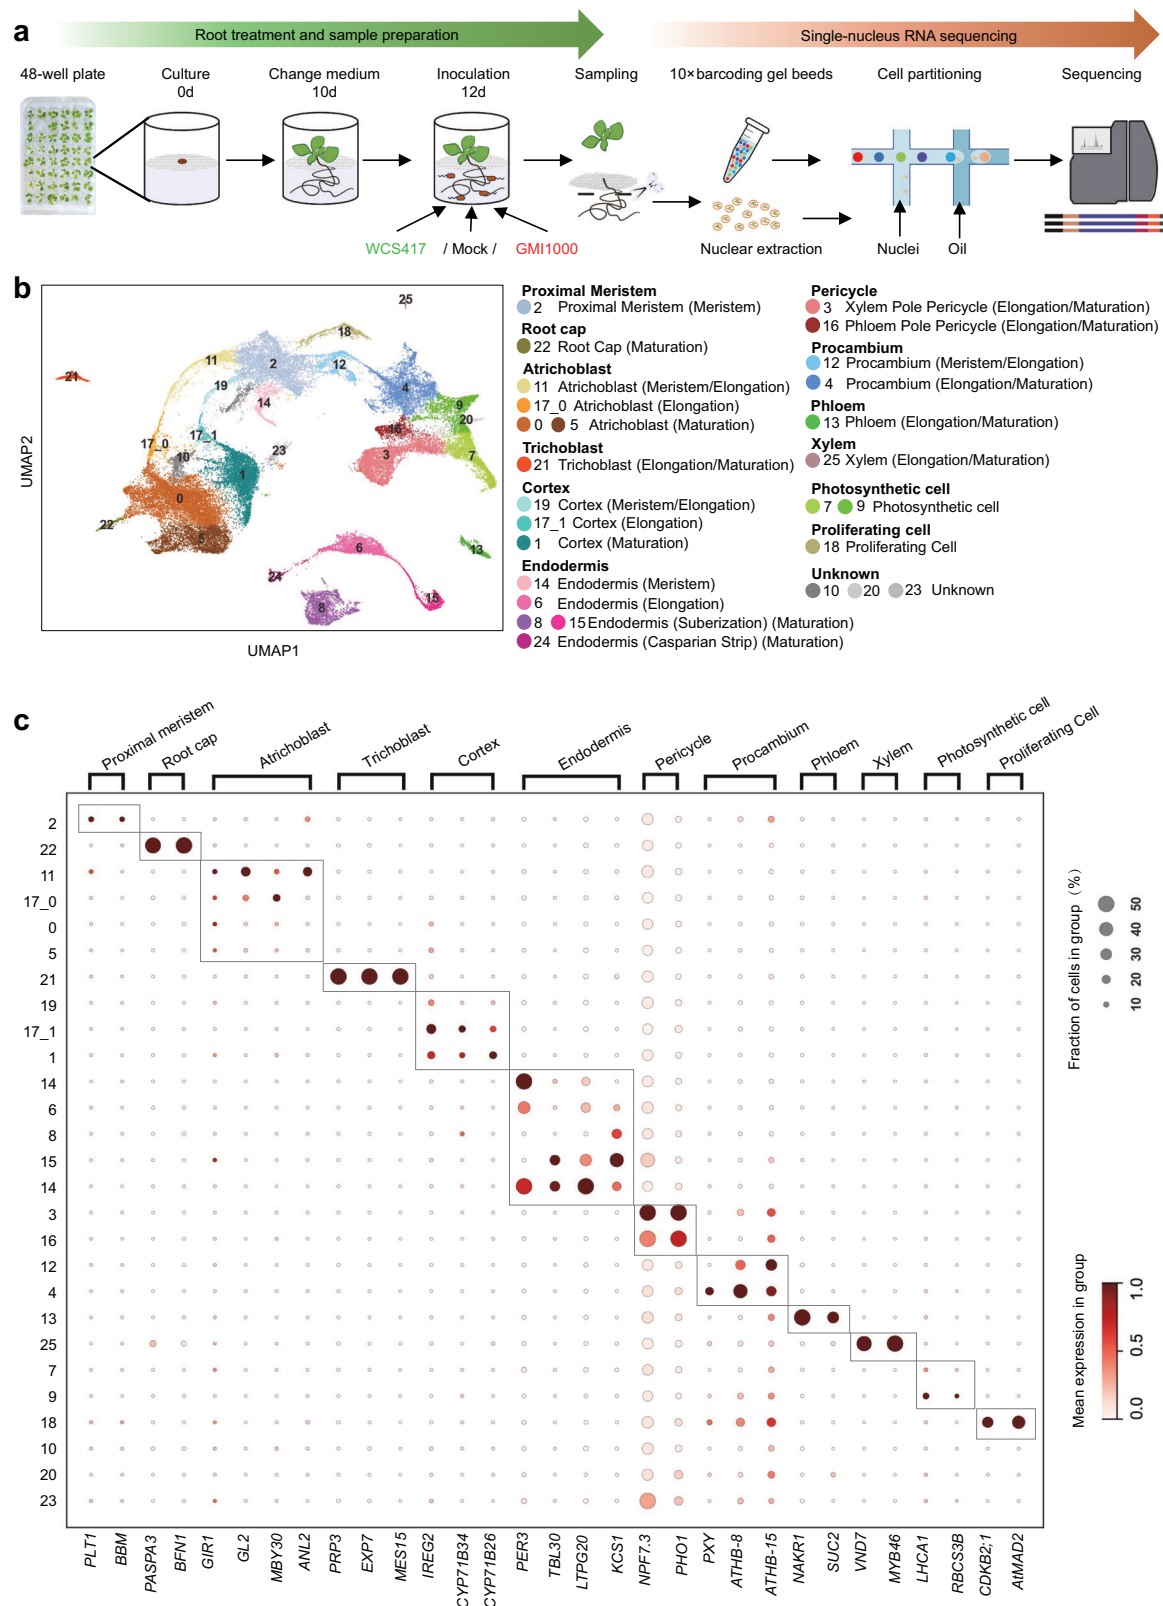 a
Root treatment and sample preparation
Single-nucleus RNA sequencing
48-well plate
Culture
0d
Change medium
10d
Inoculation
12d
Sampling
10×barcoding gel beeds
Cell partitioning
Sequencing
WCS417 / Mock / GMI1000
Nuclear extraction
Nuclei
Oil
b
UMAP2
UMAP1
25
18
11
2
12
19
4
14
9
20
21
16
17_0
17_1
10
23
3
7
1
0
22
5
6
13
24
8
15
Proximal Meristem
2 Proximal Meristem (Meristem)
Root cap
22 Root Cap (Maturation)
Atrichoblast
11 Atrichoblast (Meristem/Elongation)
17_0 Atrichoblast (Elongation)
0 5 Atrichoblast (Maturation)
Trichoblast
21 Trichoblast (Elongation/Maturation)
Cortex
19 Cortex (Meristem/Elongation)
17_1 Cortex (Elongation)
1 Cortex (Maturation)
Endodermis
14 Endodermis (Meristem)
6 Endodermis (Elongation)
8 15Endodermis (Suberization) (Maturation)
24 Endodermis (Casparian Strip) (Maturation)
Pericycle
3 Xylem Pole Pericycle (Elongation/Maturation)
16 Phloem Pole Pericycle (Elongation/Maturation)
Procambium
12 Procambium (Meristem/Elongation)
4 Procambium (Elongation/Maturation)
Phloem
13 Phloem (Elongation/Maturation)
Xylem
25 Xylem (Elongation/Maturation)
Photosynthetic cell
7 9 Photosynthetic cell
Proliferating cell
18 Proliferating Cell
Unknown
10 20 23 Unknown
c
Proximal meristem
Root cap
Atrichoblast
Trichoblast
Cortex
Endodermis
Pericycle
Procambium
Phloem
Xylem
Photosynthetic cell
Proliferating Cell
2
22
11
17_0
0
5
21
19
17_1
1
14
6
8
15
14
3
16
12
4
13
25
7
9
18
10
20
23
PLT1
BBM
PASPA3
BFN1
GIR1
GL2
MBY30
ANL2
PRP3
EXP7
MES15
IREG2
CYP71B34
CYP71B26
PER3
TBL30
LTPG20
KCS1
NPF7.3
PHO1
PXY
ATHB-8
ATHB-15
NAKR1
SUC2
VND7
MYB46
LHCA1
RBCS3B
CDKB2;1
AtMAD2
Fraction of cells in group（%）
50
40
30
20
10
Mean expression in group
1.0
0.5
0.0